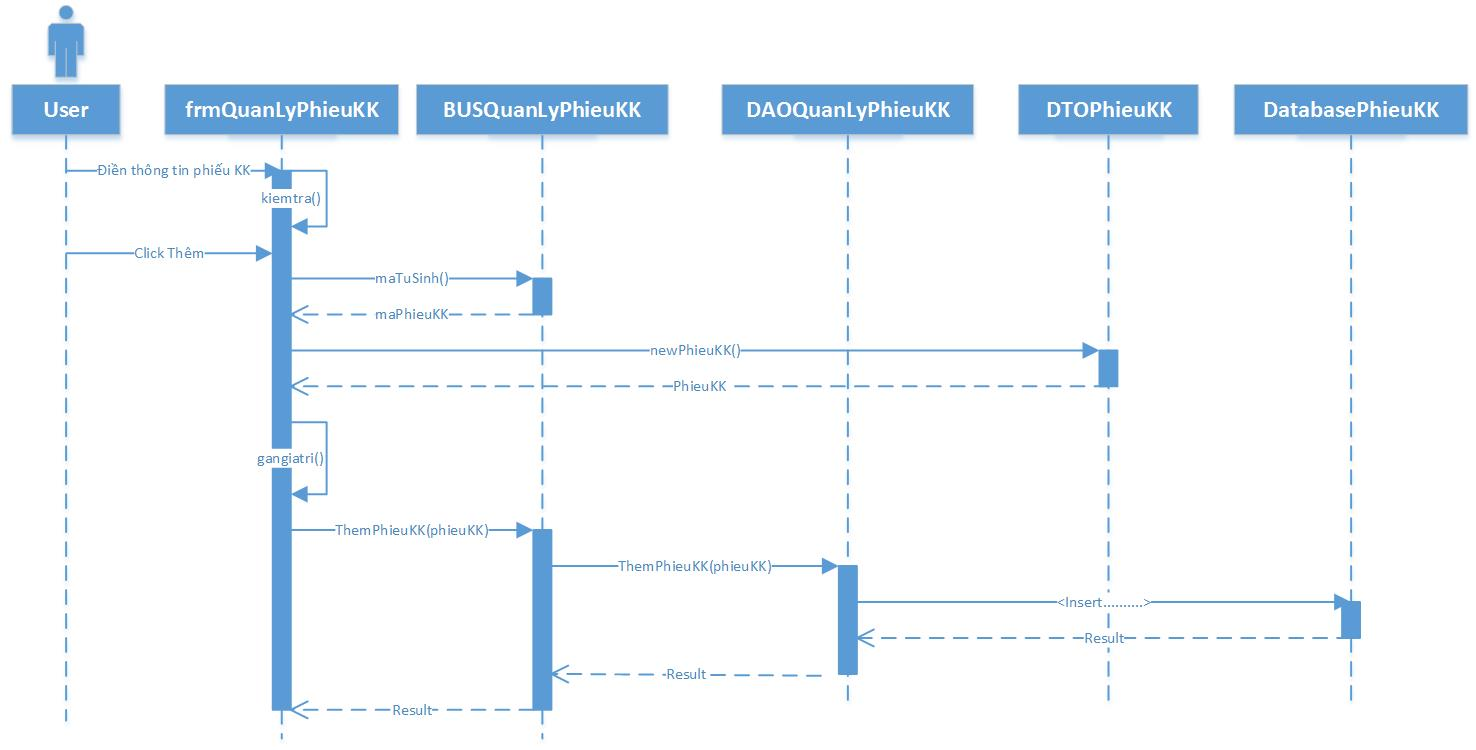 User
frmQuanLyPhieuKK
BUSQuanLyPhieuKK
DAOQuanLyPhieuKK
DTOPhieuKK
DatabasePhieuKK
Điền thông tin phiếu KK
kiemtra()
Click Thêm
maTuSinh()
maPhieuKK
newPhieuKK()
PhieuKK
gangiatri()
ThemPhieuKK(phieuKK)
ThemPhieuKK(phieuKK)
<Insert..........>
Result
Result
Result